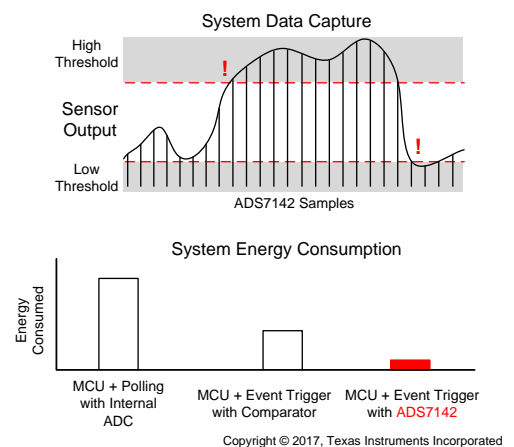 System Data Capture
High
Threshold
!
Sensor
Output
!
Low
Threshold
ADS7142 Samples
System Energy Consumption
Energy
Consumed
MCU + Polling
with Internal
ADC
MCU + Event Trigger
with Comparator
MCU + Event Trigger
with ADS7142
Copyright © 2017, Texas Instruments Incorporated